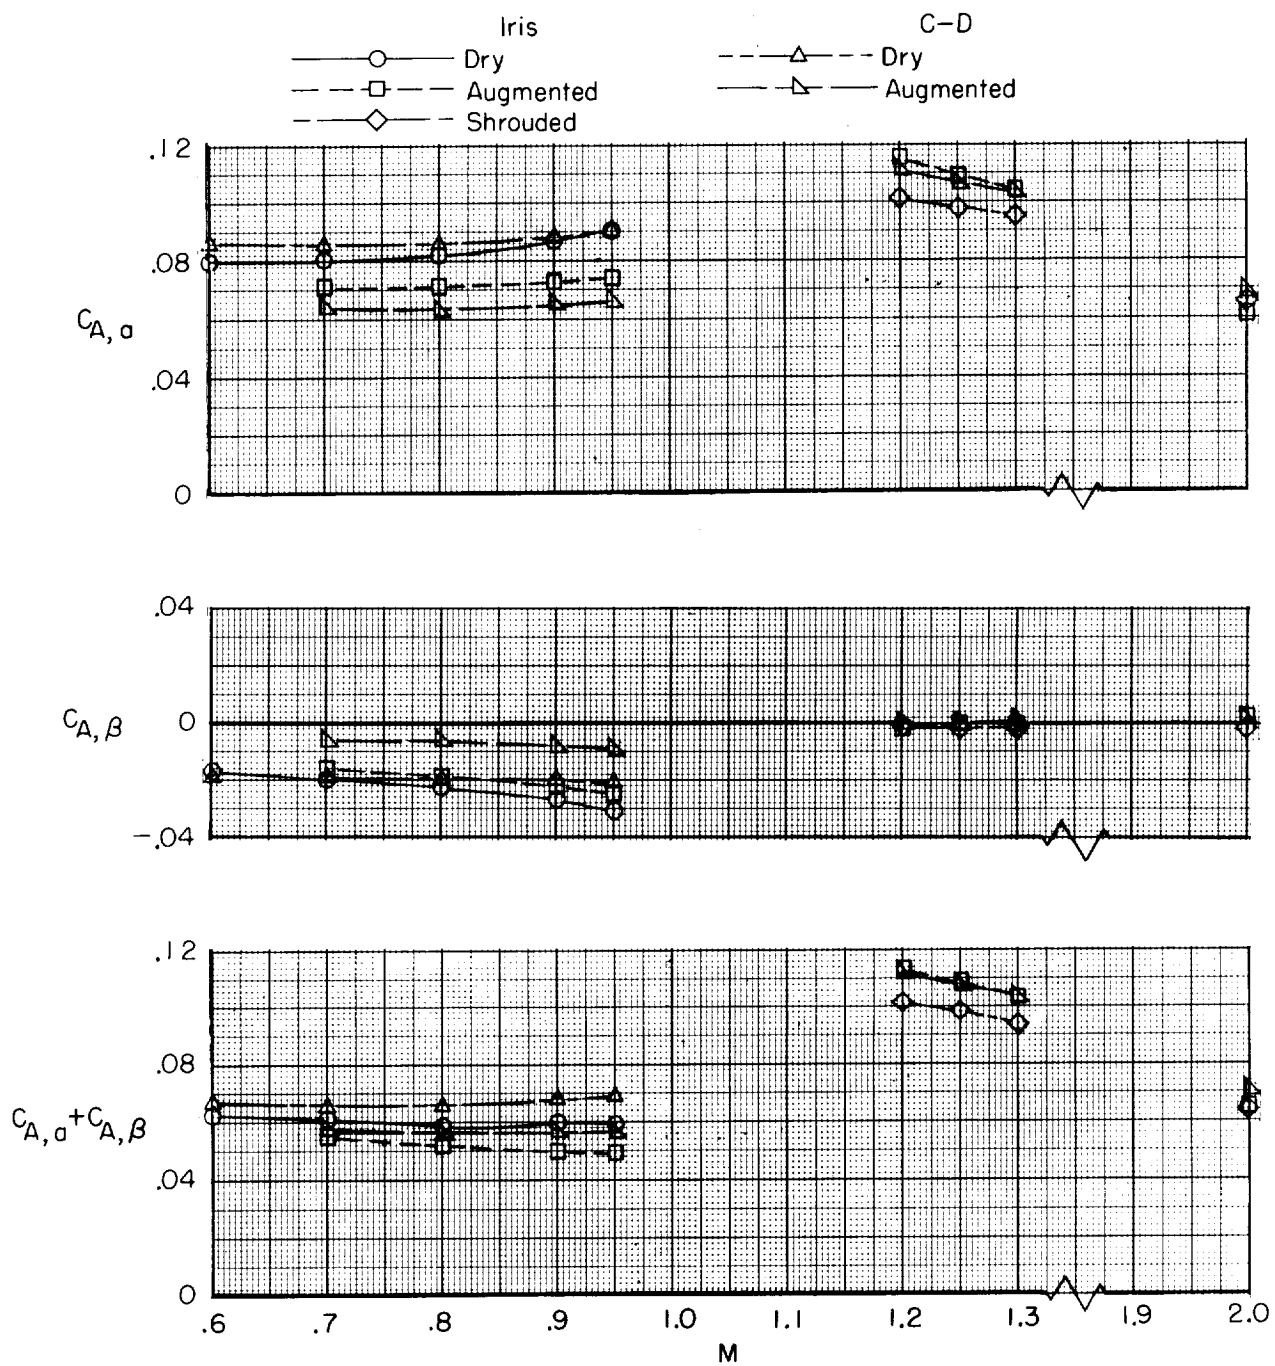 Iris
C-D
Dry
Dry
Augmented
Augmented
Shrouded
.12
.08
C_A,a
.04
0
.04
C_A,β
0
-.04
.12
.08
C_A,a+C_A,β
.04
0
.6 .7 .8 .9 1.0 1.1 1.2 1.3 1.9 2.0
M